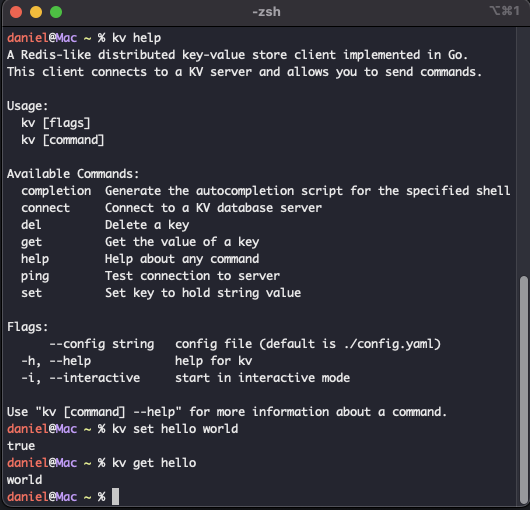 -zsh
⌥⌘1
daniel@Mac ~ % kv help
A Redis-like distributed key-value store client implemented in Go.
This client connects to a KV server and allows you to send commands.

Usage:
  kv [flags]
  kv [command]

Available Commands:
  completion  Generate the autocompletion script for the specified shell
  connect     Connect to a KV database server
  del         Delete a key
  get         Get the value of a key
  help        Help about any command
  ping        Test connection to server
  set         Set key to hold string value

Flags:
      --config string   config file (default is ./config.yaml)
  -h, --help            help for kv
  -i, --interactive     start in interactive mode

Use "kv [command] --help" for more information about a command.
daniel@Mac ~ % kv set hello world
true
daniel@Mac ~ % kv get hello
world
daniel@Mac ~ %